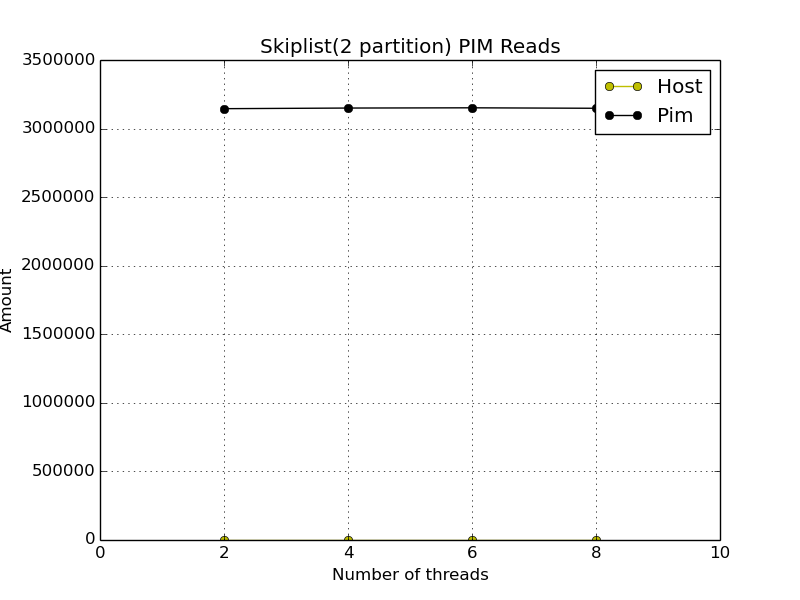 Skiplist(2 partition) PIM Reads
3500000
3000000
2500000
2000000
1500000
1000000
500000
0
Amount
Host
Pim
0 2 4 6 8 10
Number of threads